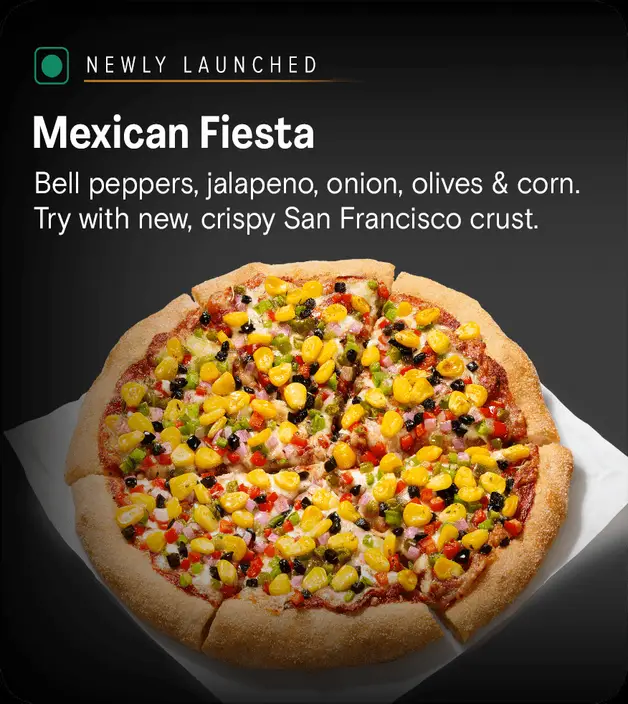 NEWLY LAUNCHED
Mexican Fiesta
Bell peppers, jalapeno, onion, olives & corn.
Try with new, crispy San Francisco crust.